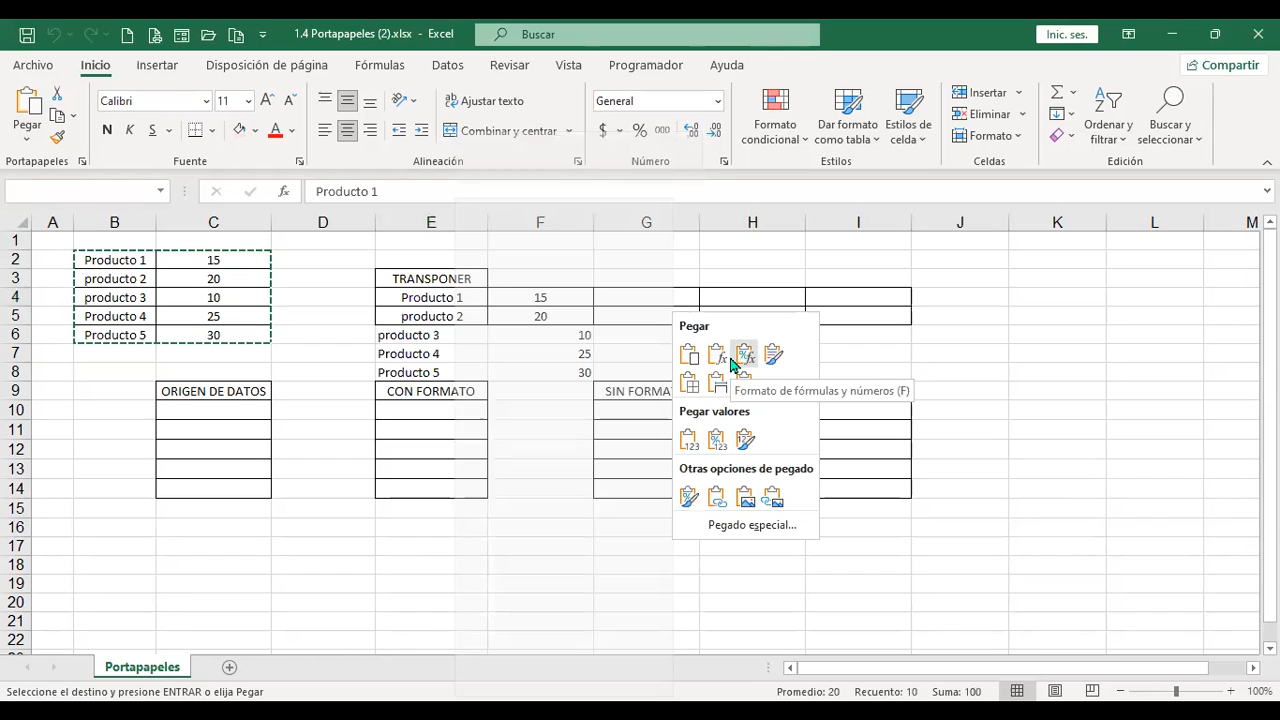 1.4 Portapapeles (2).xlsx - Excel
Buscar
Inic. ses.
Archivo Inicio Insertar Disposición de página Fórmulas Datos Revisar Vista Programador Ayuda
Compartir
Pegar
Calibri 11
N K S
Ajustar texto
Combinar y centrar
General
$ % 000
Formato condicional
Dar formato como tabla
Estilos de celda
Insertar
Eliminar
Formato
Ordenar y filtrar
Buscar y seleccionar
Portapapeles Fuente Alineación Número Estilos Celdas Edición
fx Producto 1
A B C D E F G H I J K L M
1
2 Producto 1 15
3 producto 2 20 TRANSPONER
4 producto 3 10 Producto 1 15
5 Producto 4 25 producto 2 20
6 Producto 5 30 producto 3 10
7 Producto 4 25
8 Producto 5 30
9 ORIGEN DE DATOS CON FORMATO SIN FORMA
10
11
12
13
14
15
16
17
18
19
20
21
22
Pegar
Formato de fórmulas y números (F)
Pegar valores
Otras opciones de pegado
Pegado especial...
Portapapeles
Seleccione el destino y presione ENTRAR o elija Pegar
Promedio: 20 Recuento: 10 Suma: 100
100%